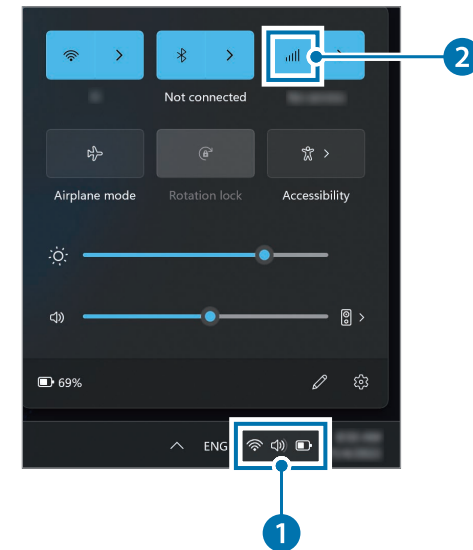 2
Not connected
Airplane mode
Rotation lock
Accessibility
69%
ENG
1